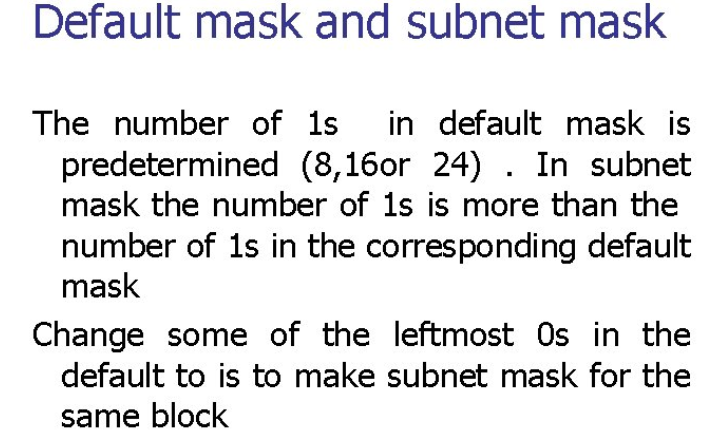 Default mask and subnet mask
The number of 1s in default mask is
predetermined (8,16or 24) . In subnet
mask the number of 1s is more than the
number of 1s in the corresponding default
mask
Change some of the leftmost 0s in the
default to is to make subnet mask for the
same block